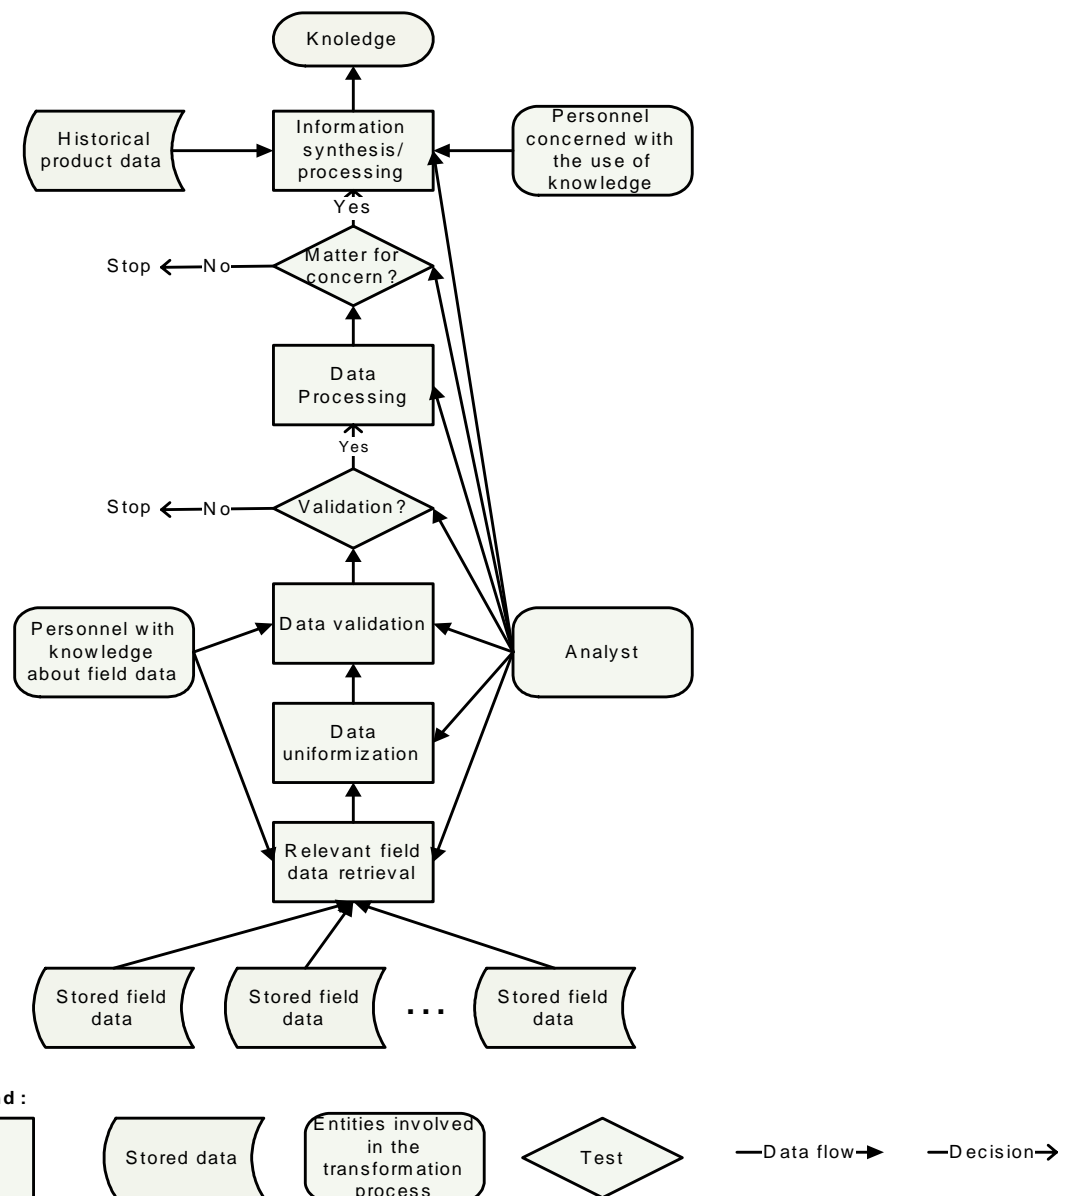 Knoledge
Historical
product data
Information
synthesis/
processing
Personnel
concerned with
the use of
knowledge
Yes
Stop
No
Matter for
concern?
Data
Processing
Yes
Stop
No
Validation?
Personnel with
knowledge
about field data
Data validation
Analyst
Data
uniformization
Relevant field
data retrieval
Stored field
data
Stored field
data
...
Stored field
data
d:
Stored data
Entities involved
in the
transformation
process
Test
Data flow
Decision